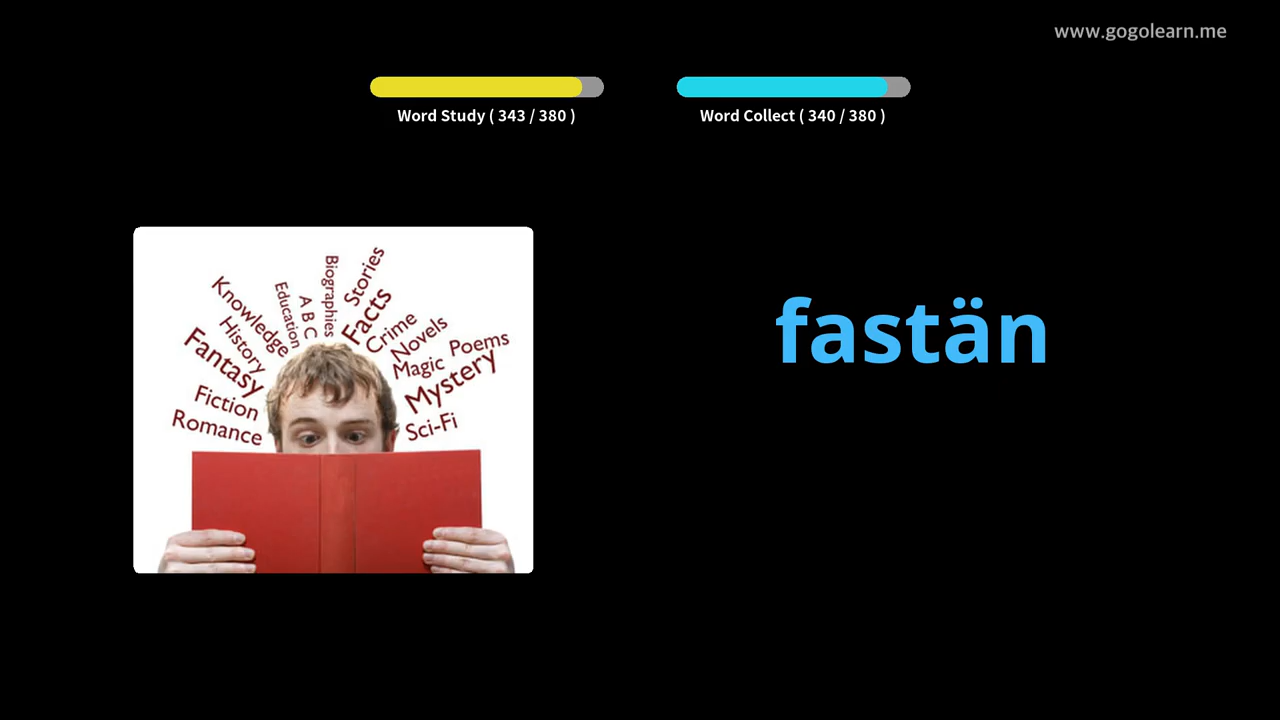 www.gogolearn.me
Word Study ( 343 / 380 )
Word Collect ( 340 / 380 )
Biographies
Stories
Education
A B C
Facts
Knowledge
Crime
History
Novels
Fantasy
Magic
Poems
Mystery
Fiction
Romance
Sci-Fi
fastän